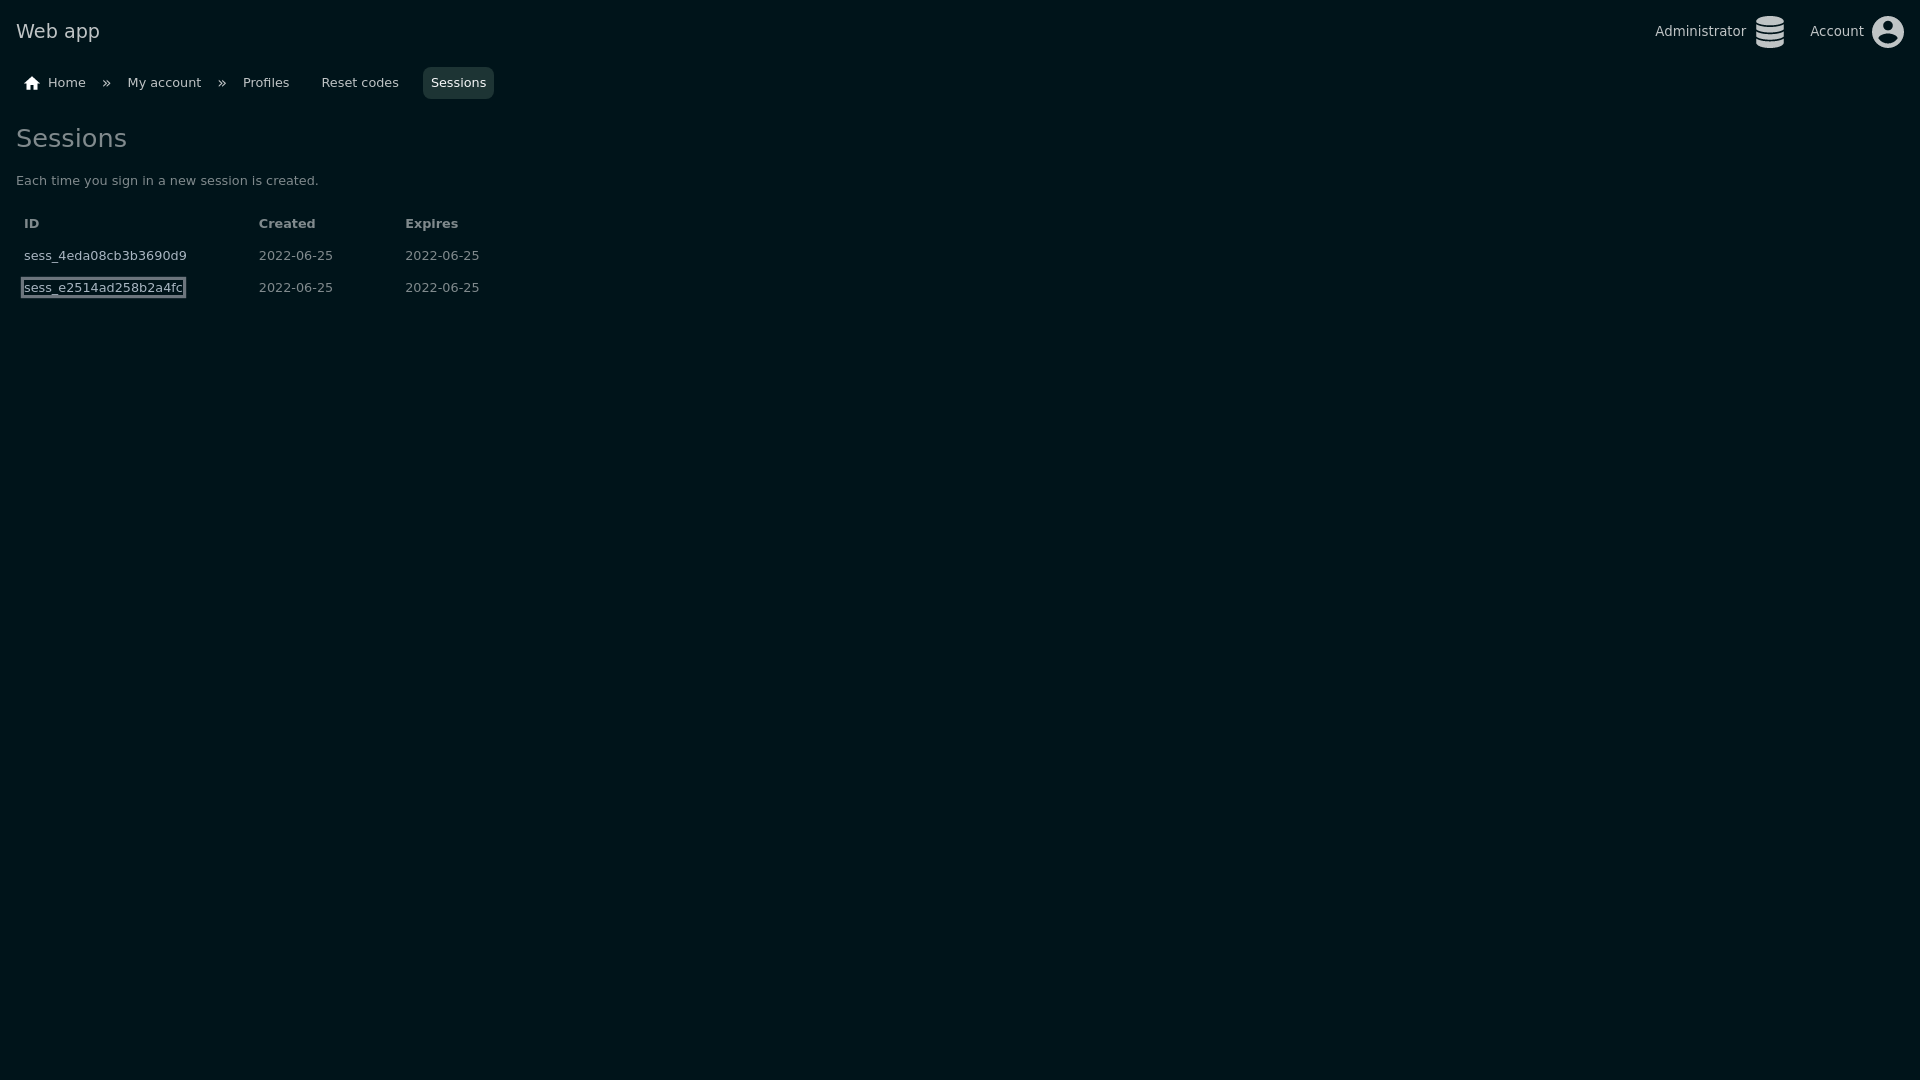 Web app
Administrator
Account
Home » My account » Profiles Reset codes Sessions
Sessions
Each time you sign in a new session is created.
ID Created Expires
sess_4eda08cb3b3690d9 2022-06-25 2022-06-25
sess_e2514ad258b2a4fc 2022-06-25 2022-06-25